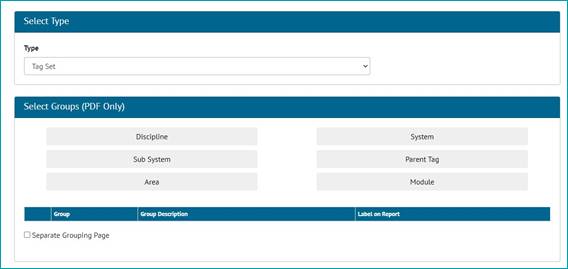 Select Type
Type
Tag Set
Select Groups (PDF Only)
Discipline System
Sub System Parent Tag
Area Module
Group Group Description Label on Report
Separate Grouping Page